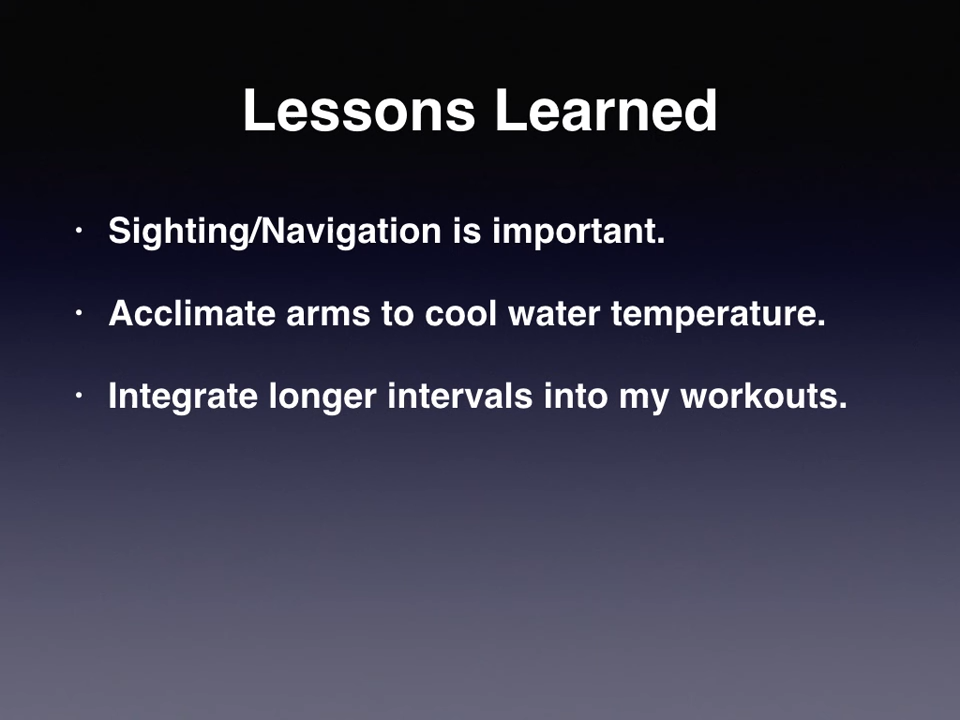 Lessons Learned
• Sighting/Navigation is important.
• Acclimate arms to cool water temperature.
• Integrate longer intervals into my workouts.